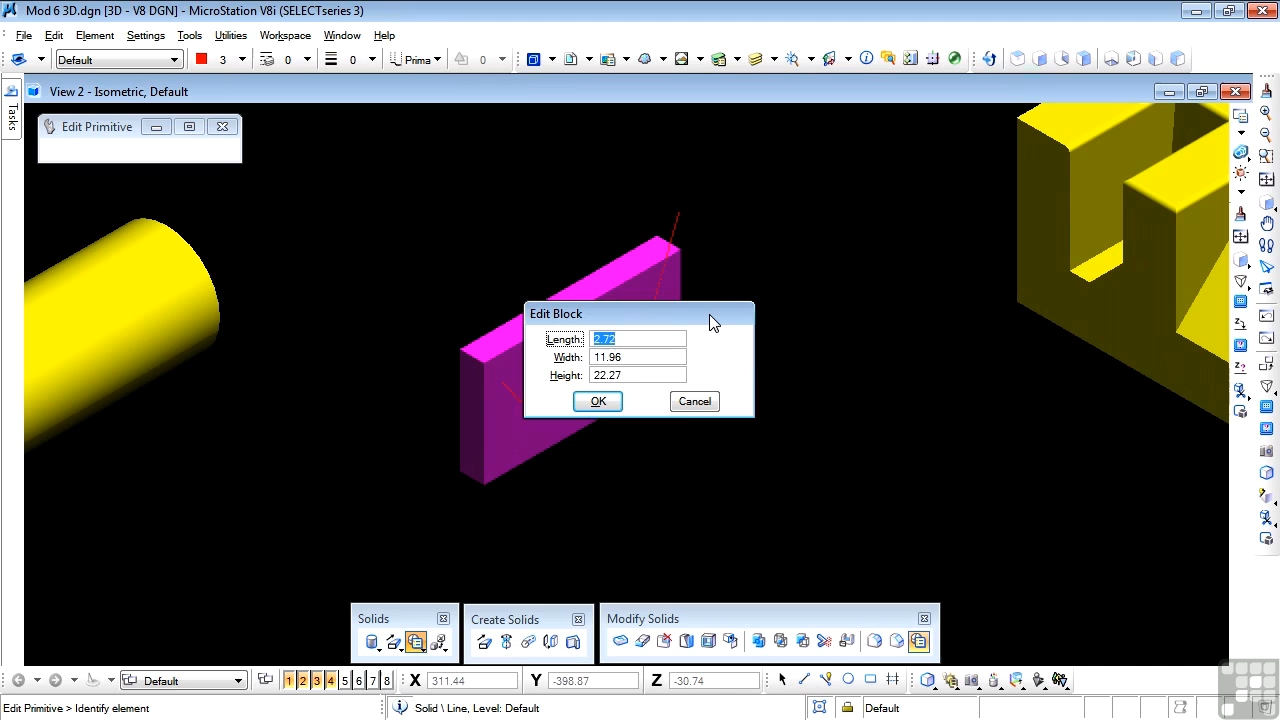 Mod 6 3D.dgn [3D - V8 DGN] - MicroStation V8i (SELECTseries 3)
File Edit Element Settings Tools Utilities Workspace Window Help
Default 3 0 0 Prima 0
View 2 - Isometric, Default
Tasks
Edit Primitive
Edit Block
Length: 2.72
Width: 11.96
Height: 22.27
OK Cancel
Solids
Create Solids
Modify Solids
Default 1 2 3 4 5 6 7 8 X 311.44 Y -398.87 Z -30.74
Edit Primitive > Identify element
Solid \ Line, Level: Default
Default